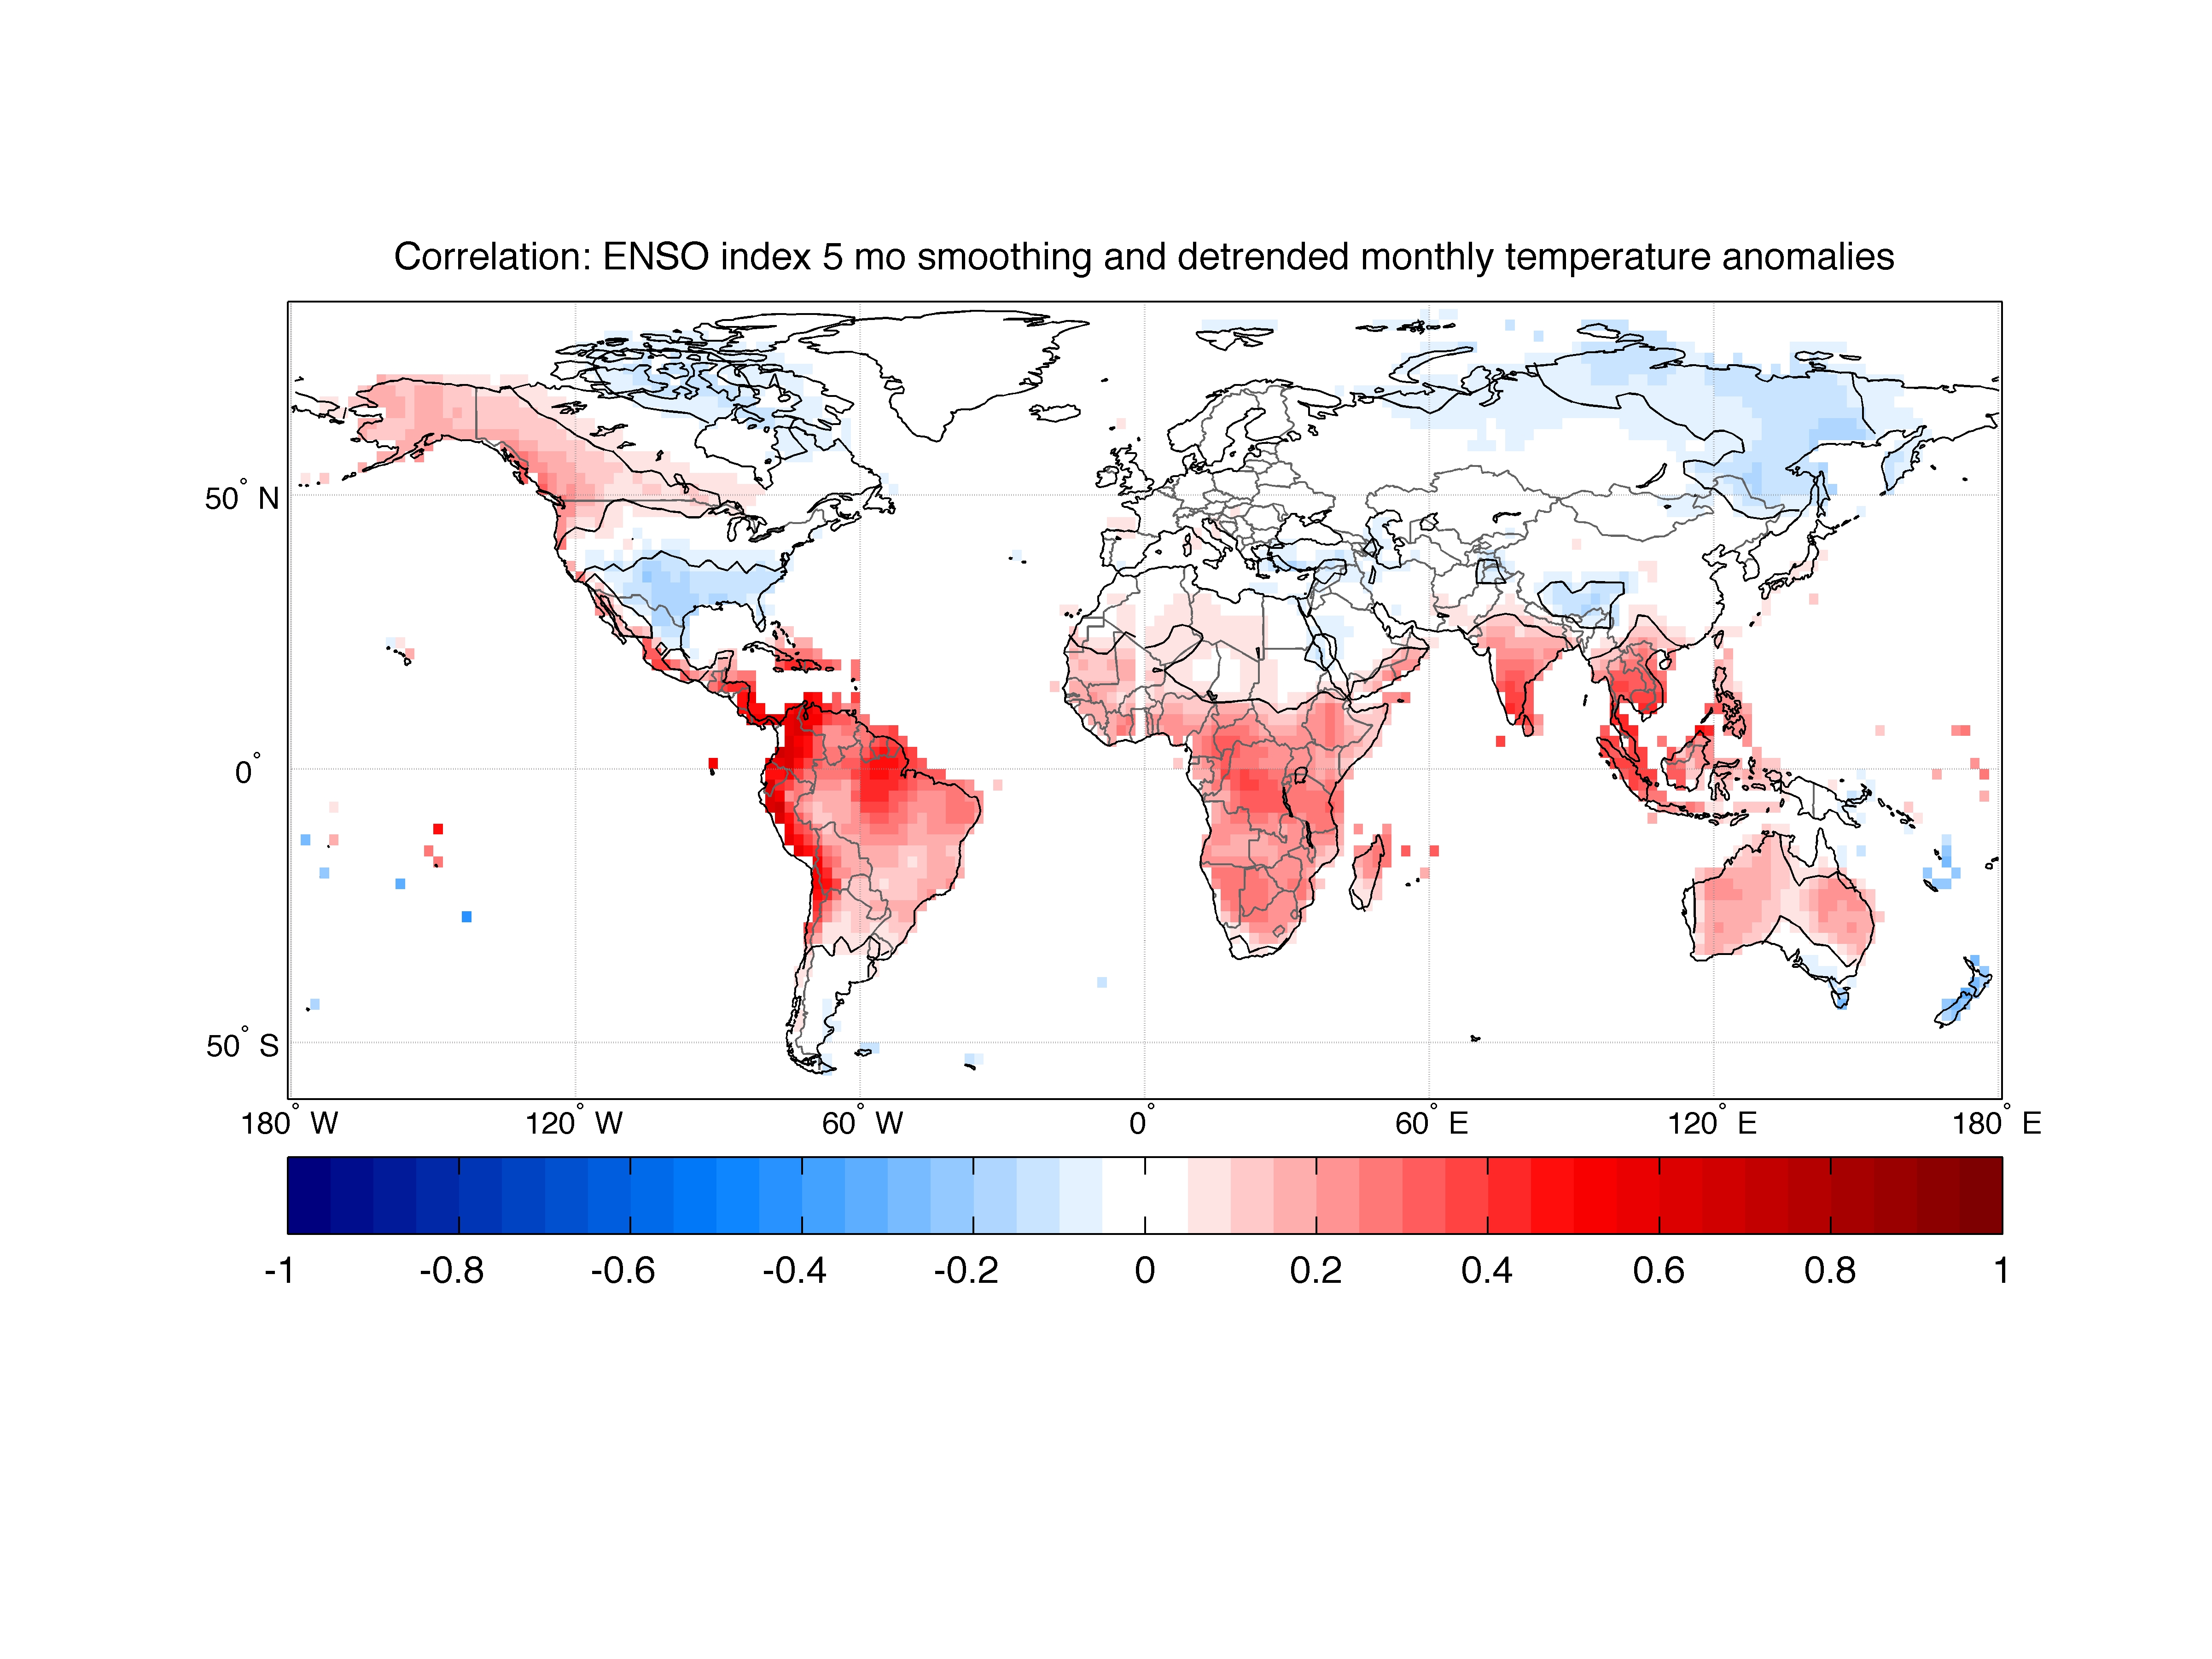 Correlation: ENSO index 5 mo smoothing and detrended monthly temperature anomalies
50° N
0°
50° S
180° W 120° W 60° W 0° 60° E 120° E 180° E
-1 -0.8 -0.6 -0.4 -0.2 0 0.2 0.4 0.6 0.8 1